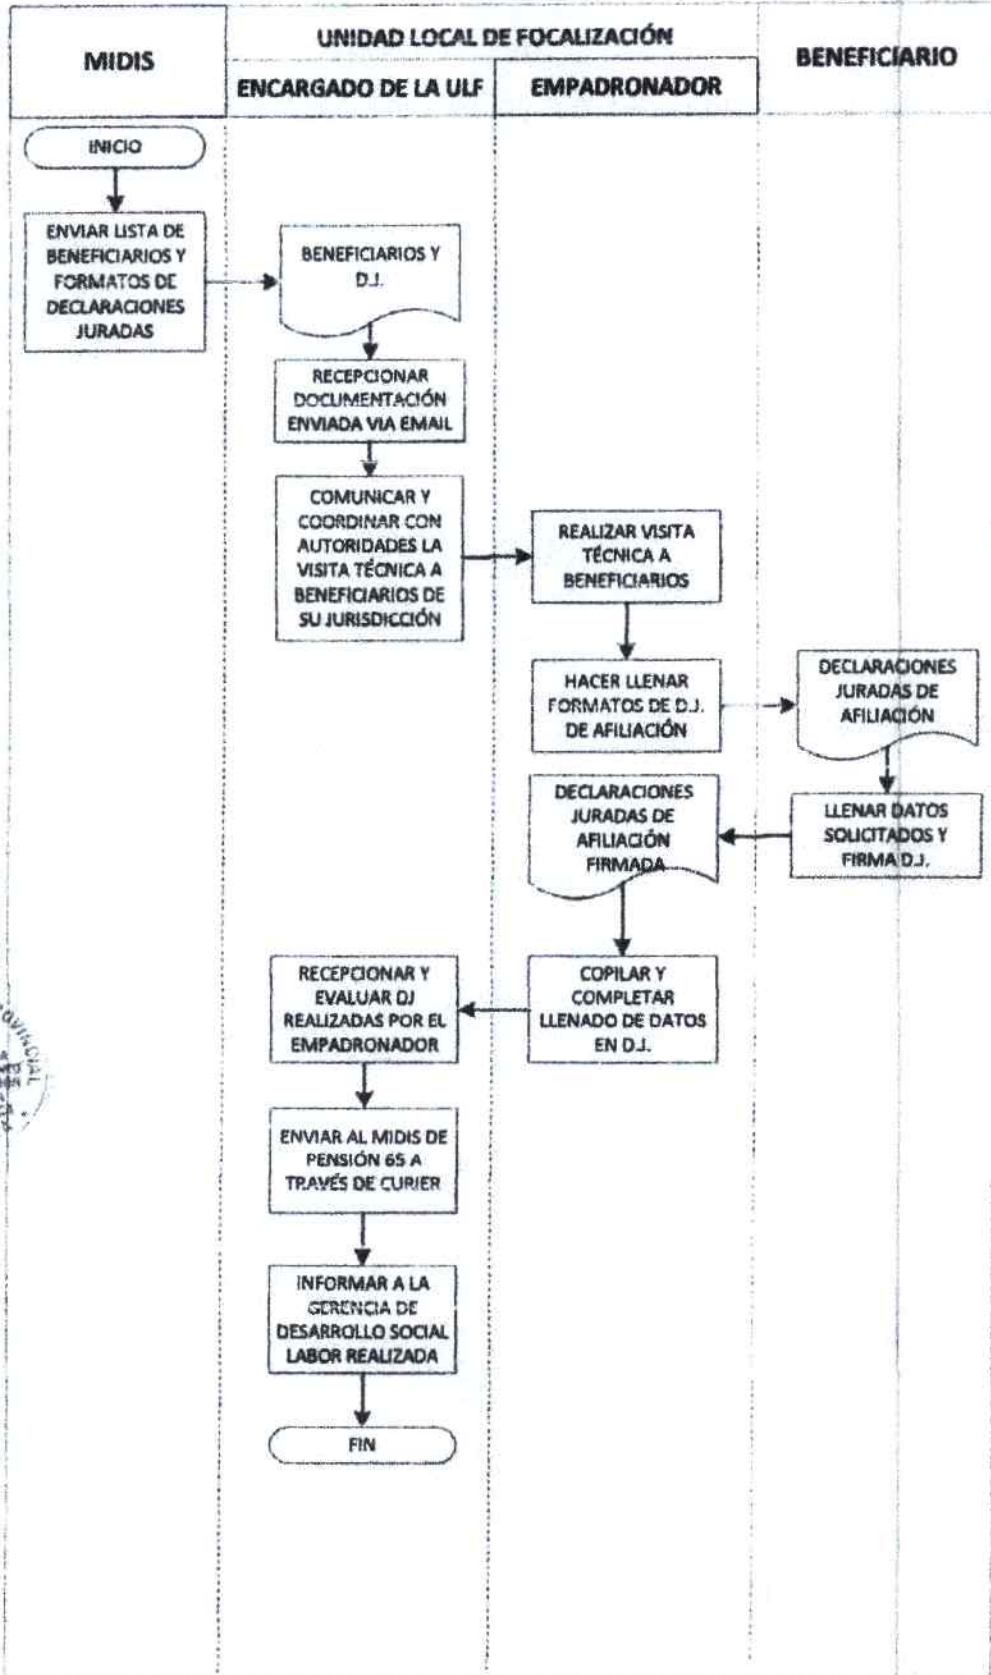 MIDIS
UNIDAD LOCAL DE FOCALIZACIÓN
ENCARGADO DE LA ULF
EMPADRONADOR
BENEFICIARIO
INICIO
ENVIAR LISTA DE
BENEFICIARIOS Y
FORMATOS DE
DECLARACIONES
JURADAS
BENEFICIARIOS Y
D.J.
RECEPCIONAR
DOCUMENTACIÓN
ENVIADA VIA EMAIL
COMUNICAR Y
COORDINAR CON
AUTORIDADES LA
VISITA TÉCNICA A
BENEFICIARIOS DE
SU JURISDICCIÓN
REALIZAR VISITA
TÉCNICA A
BENEFICIARIOS
HACER LLENAR
FORMATOS DE D.J.
DE AFILIACIÓN
DECLARACIONES
JURADAS DE
AFILIACIÓN
LLENAR DATOS
SOLICITADOS Y
FIRMA D.J.
DECLARACIONES
JURADAS DE
AFILIACIÓN
FIRMADA
COPILAR Y
COMPLETAR
LLENADO DE DATOS
EN D.J.
RECEPCIONAR Y
EVALUAR DJ
REALIZADAS POR EL
EMPADRONADOR
ENVIAR AL MIDIS DE
PENSIÓN 65 A
TRAVÉS DE CURIER
INFORMAR A LA
GERENCIA DE
DESARROLLO SOCIAL
LABOR REALIZADA
FIN